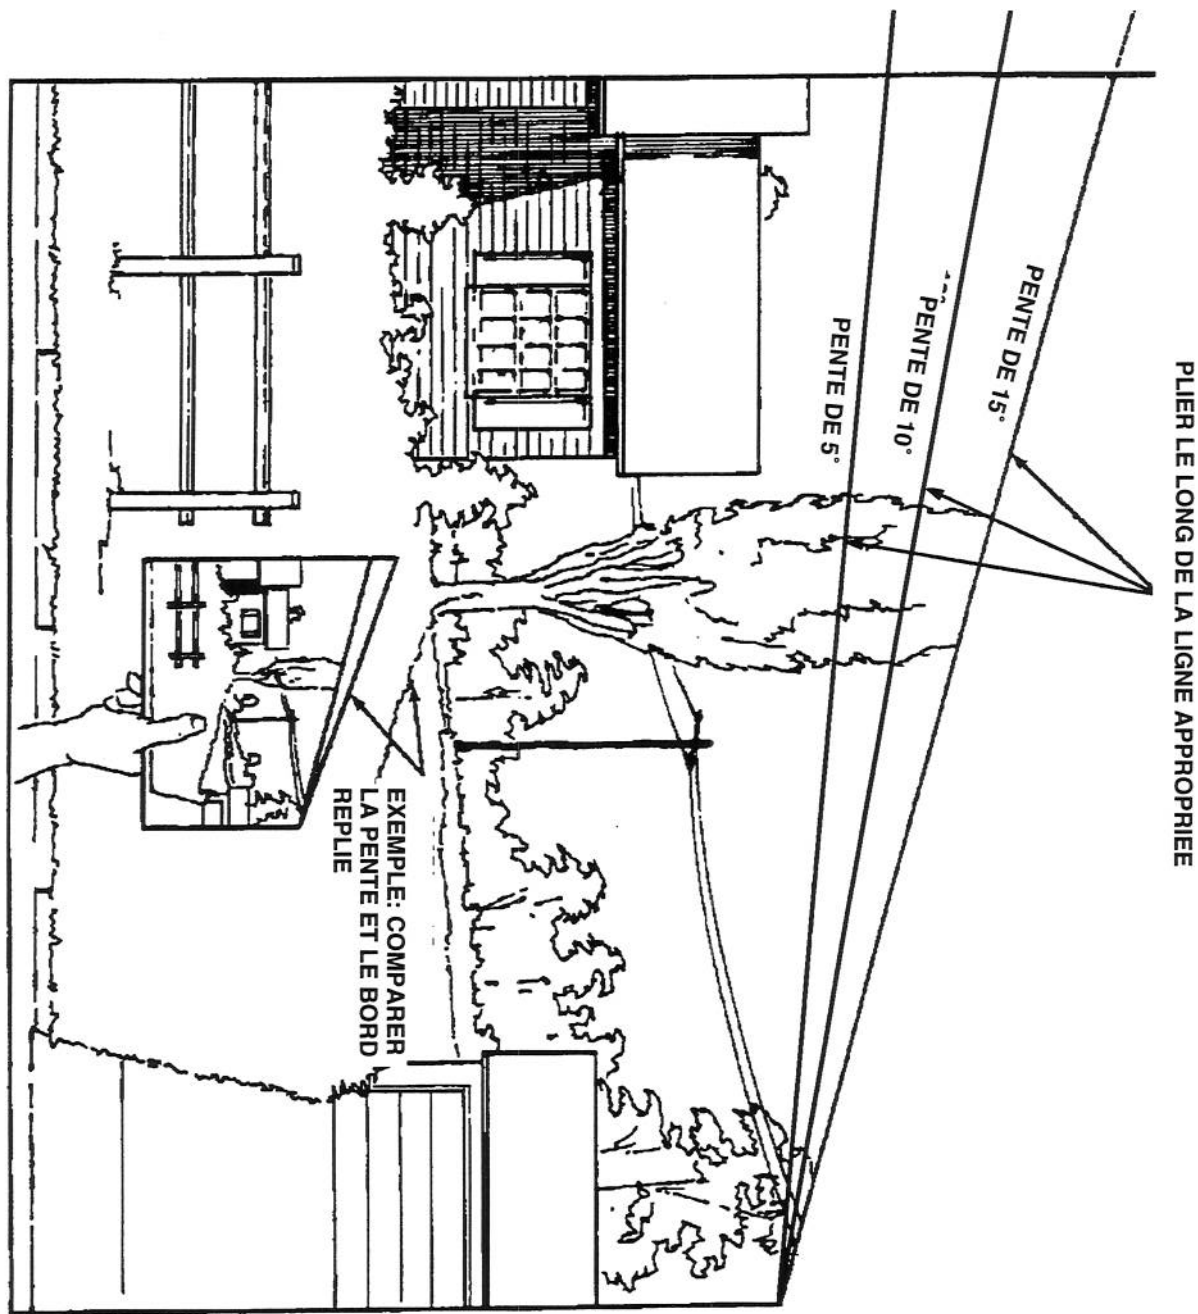 PLIER LE LONG DE LA LIGNE APPROPRIEE
PENTE DE 15°
PENTE DE 10°
PENTE DE 5°
EXEMPLE: COMPARER
LA PENTE ET LE BORD
REPLIE